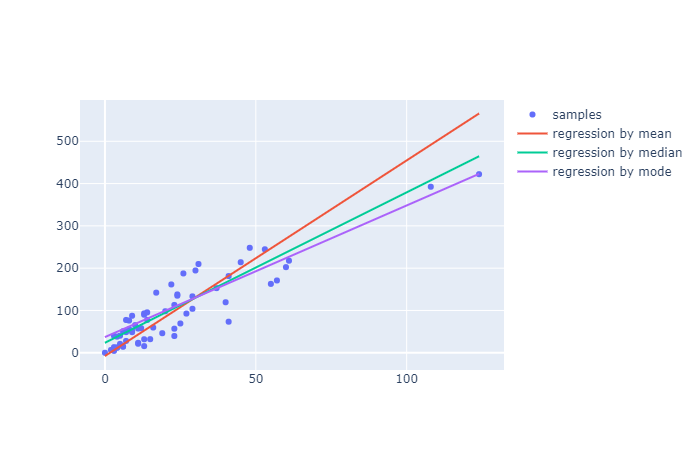 samples
regression by mean
regression by median
regression by mode
500
400
300
200
100
0
0 50 100